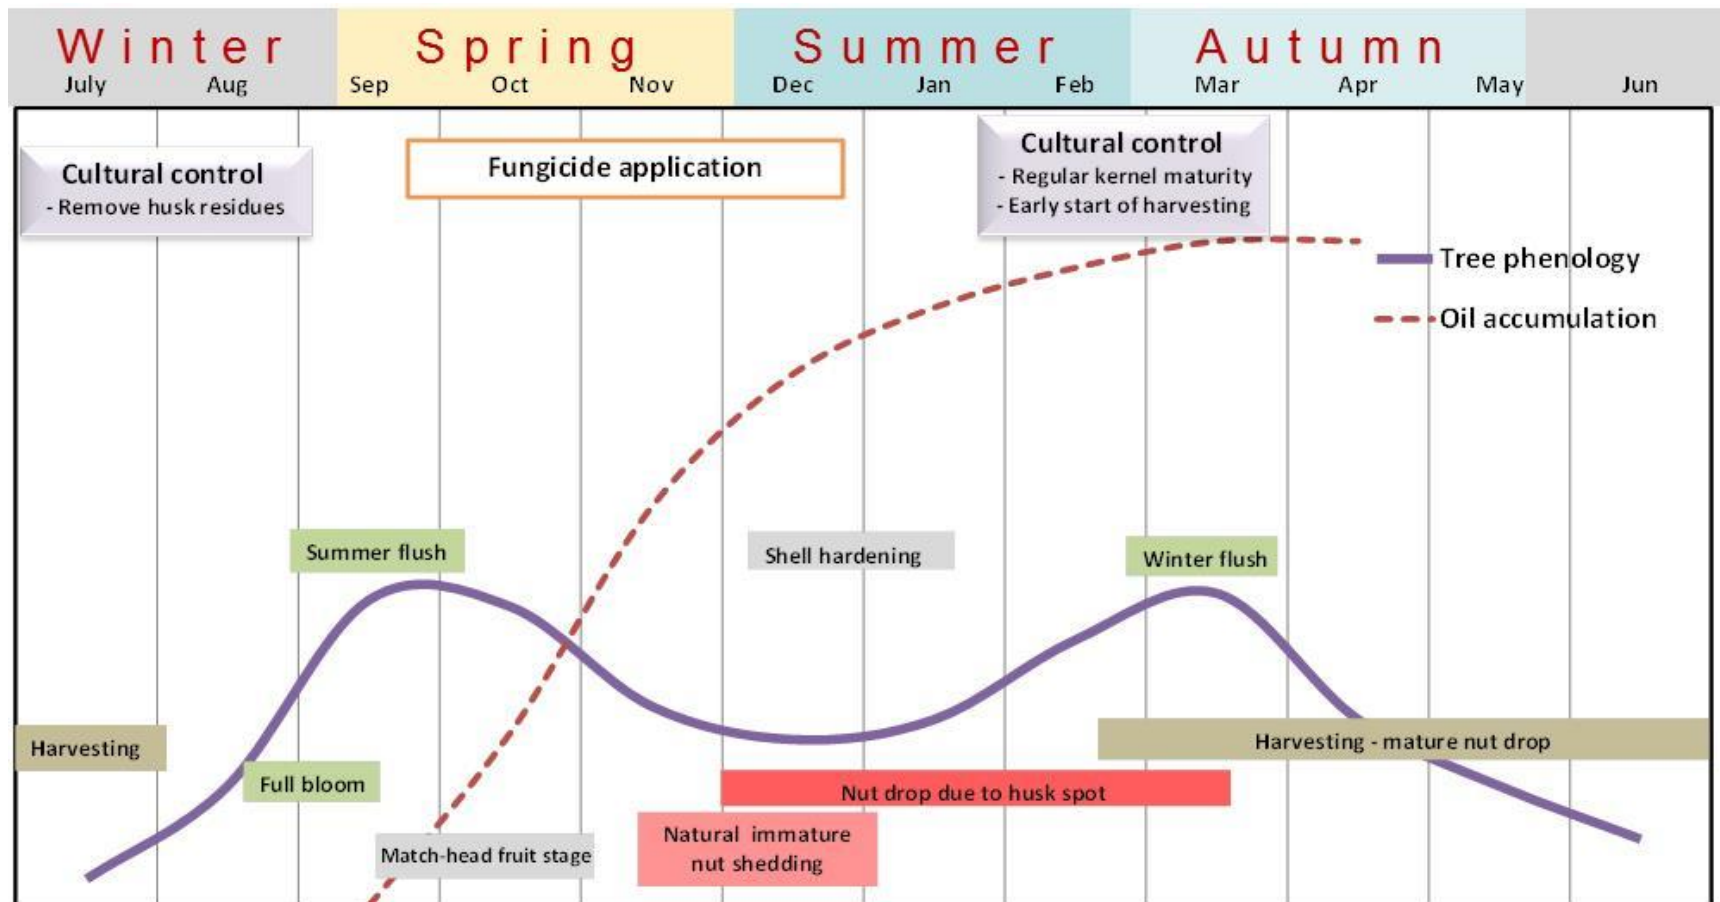 Winter Spring Summer Autumn
July Aug Sep Oct Nov Dec Jan Feb Mar Apr May Jun
Cultural control
- Remove husk residues
Fungicide application
Cultural control
- Regular kernel maturity
- Early start of harvesting
Tree phenology
Oil accumulation
Summer flush
Shell hardening
Winter flush
Harvesting
Harvesting - mature nut drop
Full bloom
Nut drop due to husk spot
Match-head fruit stage
Natural immature
nut shedding